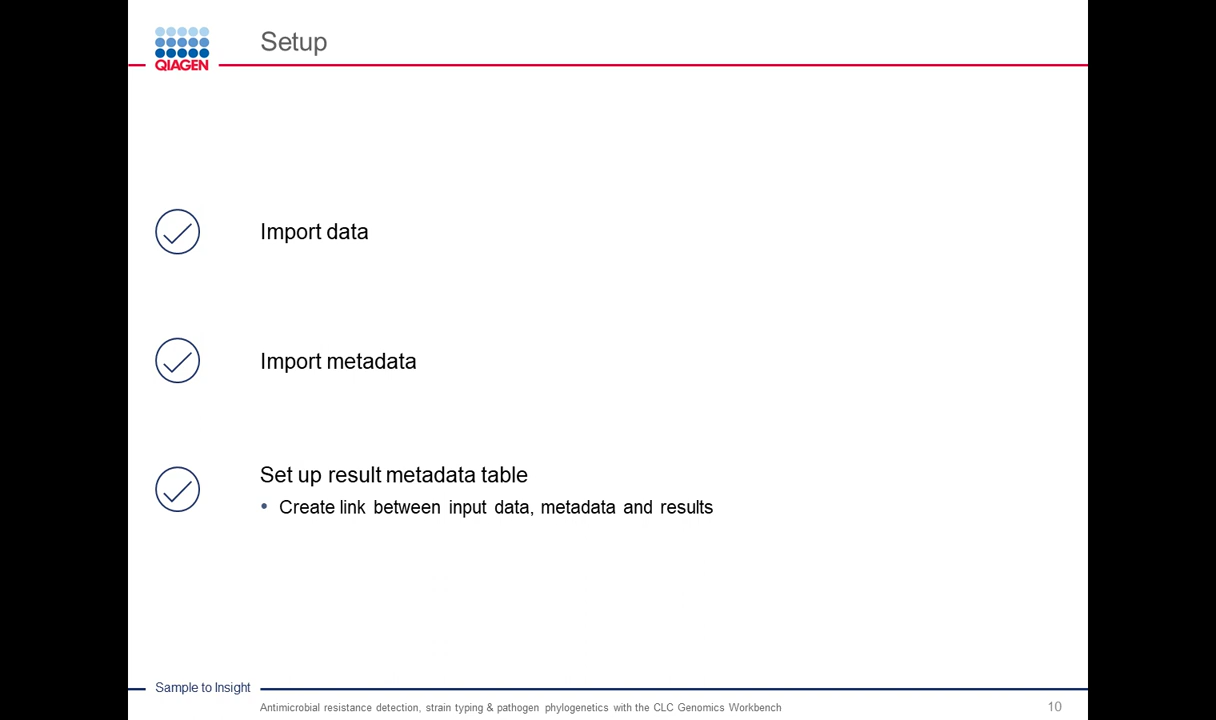 QIAGEN
Setup
Import data
Import metadata
Set up result metadata table
• Create link between input data, metadata and results
Sample to Insight
Antimicrobial resistance detection, strain typing & pathogen phylogenetics with the CLC Genomics Workbench
10